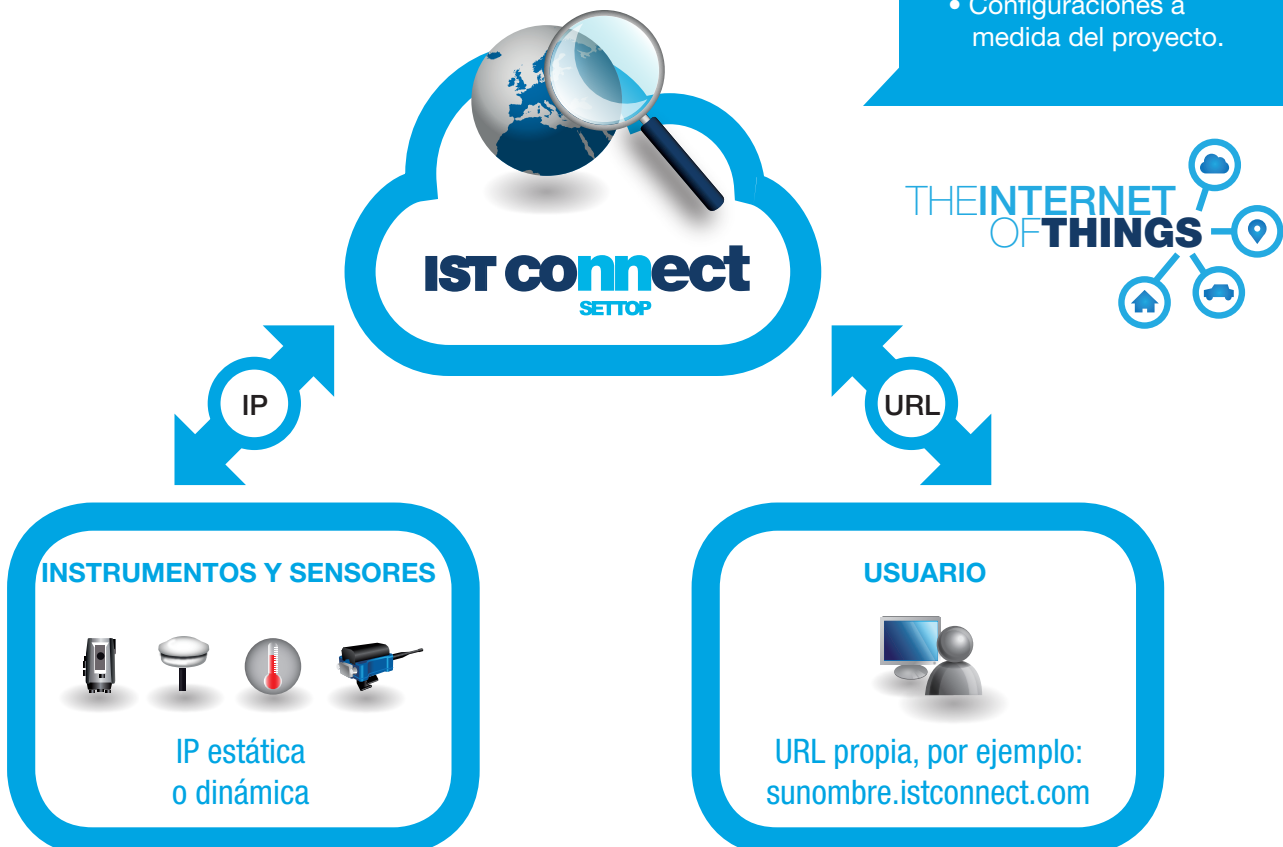 • Configuraciones a
medida del proyecto.
THEINTERNET
OFTHINGS
IST connect
SETTOP
IP
URL
INSTRUMENTOS Y SENSORES
IP estática
o dinámica
USUARIO
URL propia, por ejemplo:
sunombre.istconnect.com